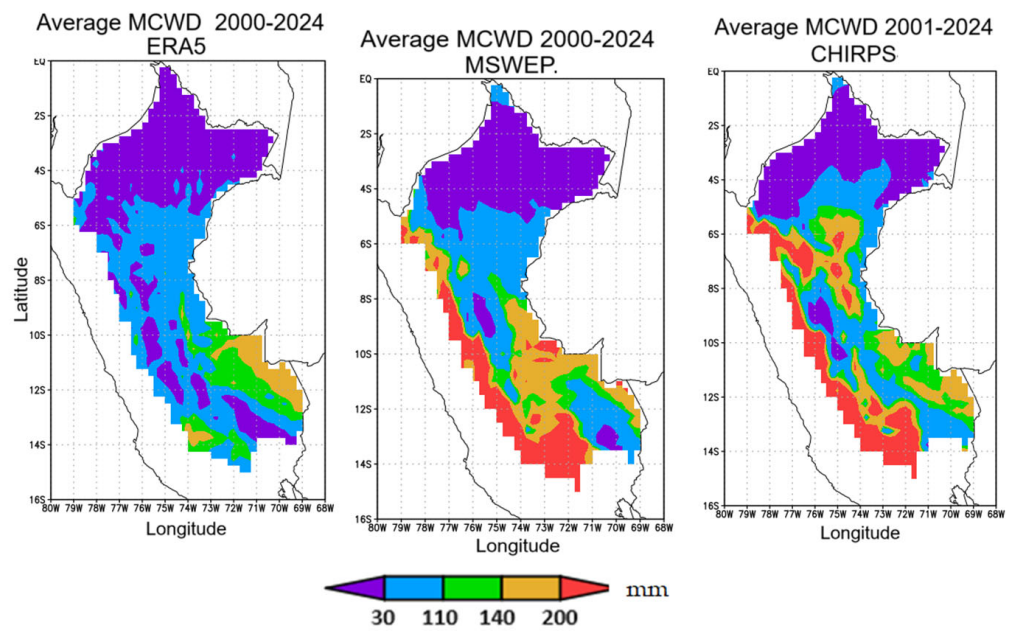 Average MCWD 2000-2024
ERA5
EQ
2S
4S
6S
8S
10S
12S
14S
16S
80W 79W 78W 77W 76W 75W 74W 73W 72W 71W 70W 69W 68W
Latitude
Longitude
Average MCWD 2000-2024
MSWEP.
EQ
2S
4S
6S
8S
10S
12S
14S
16S
80W 79W 78W 77W 76W 75W 74W 73W 72W 71W 70W 69W 68W
Longitude
Average MCWD 2001-2024
CHIRPS
EQ
2S
4S
6S
8S
10S
12S
14S
16S
80W 79W 78W 77W 76W 75W 74W 73W 72W 71W 70W 69W 68W
Longitude
mm
30 110 140 200